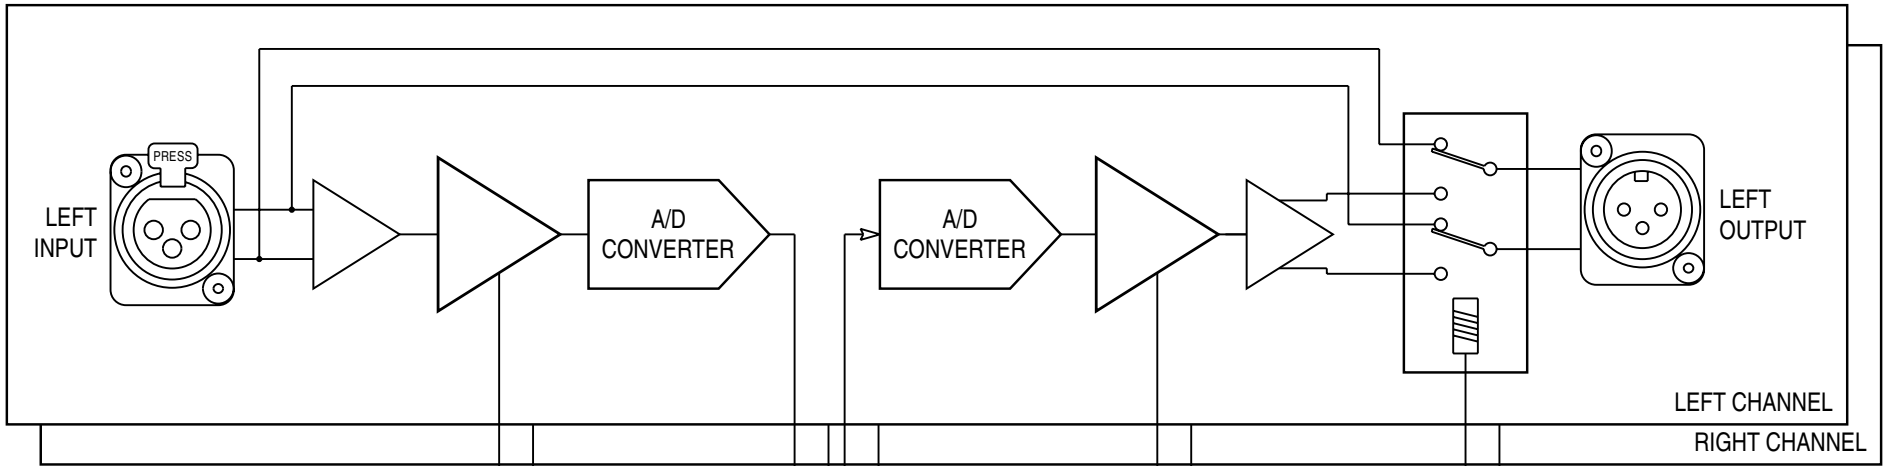 PRESS
LEFT
INPUT
A/D
CONVERTER
A/D
CONVERTER
LEFT
OUTPUT
LEFT CHANNEL
RIGHT CHANNEL